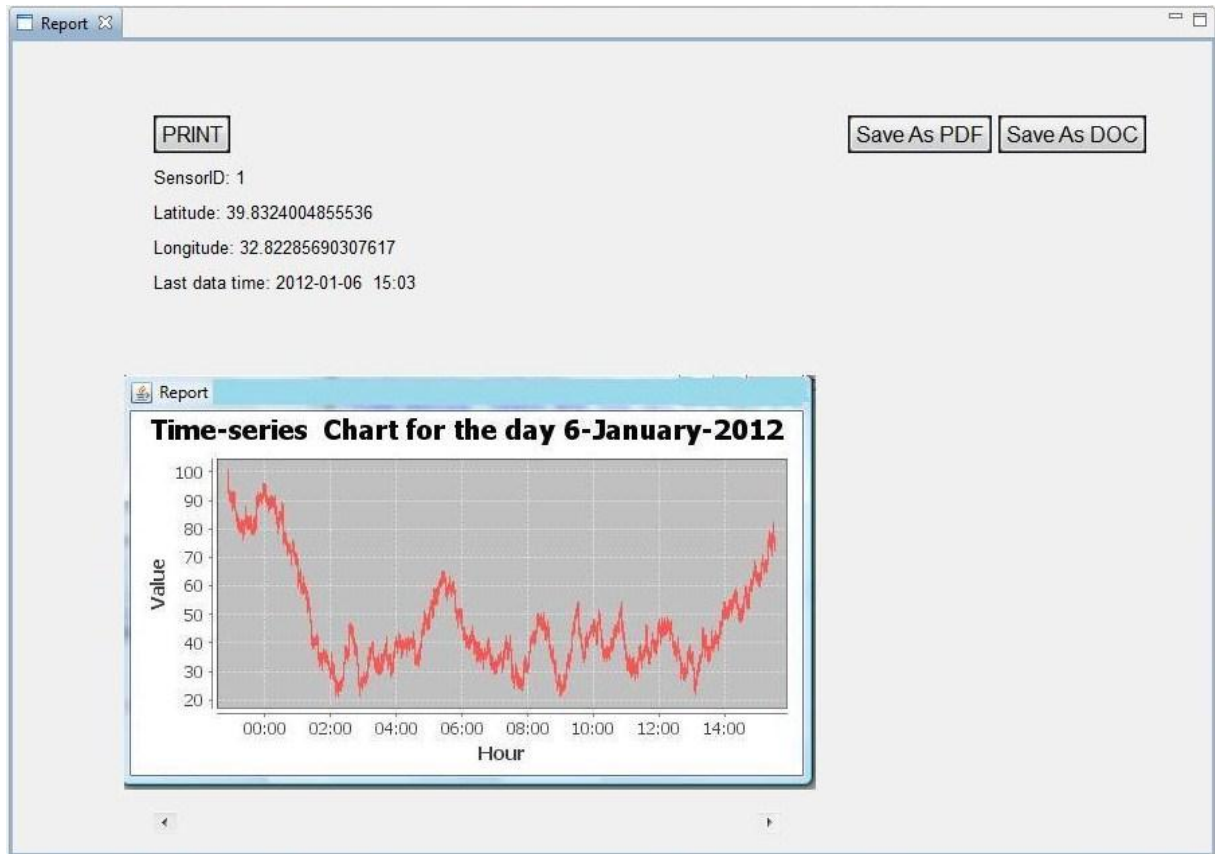 Report
PRINT
Save As PDF
Save As DOC
SensorID: 1
Latitude: 39.8324004855536
Longitude: 32.82285690307617
Last data time: 2012-01-06  15:03
Report
Time-series  Chart for the day 6-January-2012
100
90
80
70
60
50
40
30
20
Value
00:00 02:00 04:00 06:00 08:00 10:00 12:00 14:00
Hour